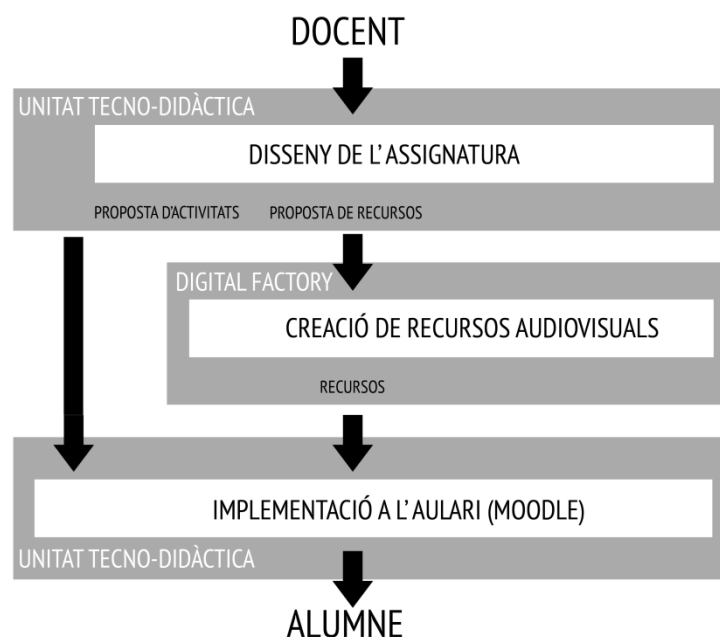 DOCENT
UNITAT TECNO-DIDÀCTICA
DISSENY DE L'ASSIGNATURA
PROPOSTA D'ACTIVITATS PROPOSTA DE RECURSOS
DIGITAL FACTORY
CREACIÓ DE RECURSOS AUDIOVISUALS
RECURSOS
IMPLEMENTACIÓ A L'AULARI (MOODLE)
UNITAT TECNO-DIDÀCTICA
ALUMNE